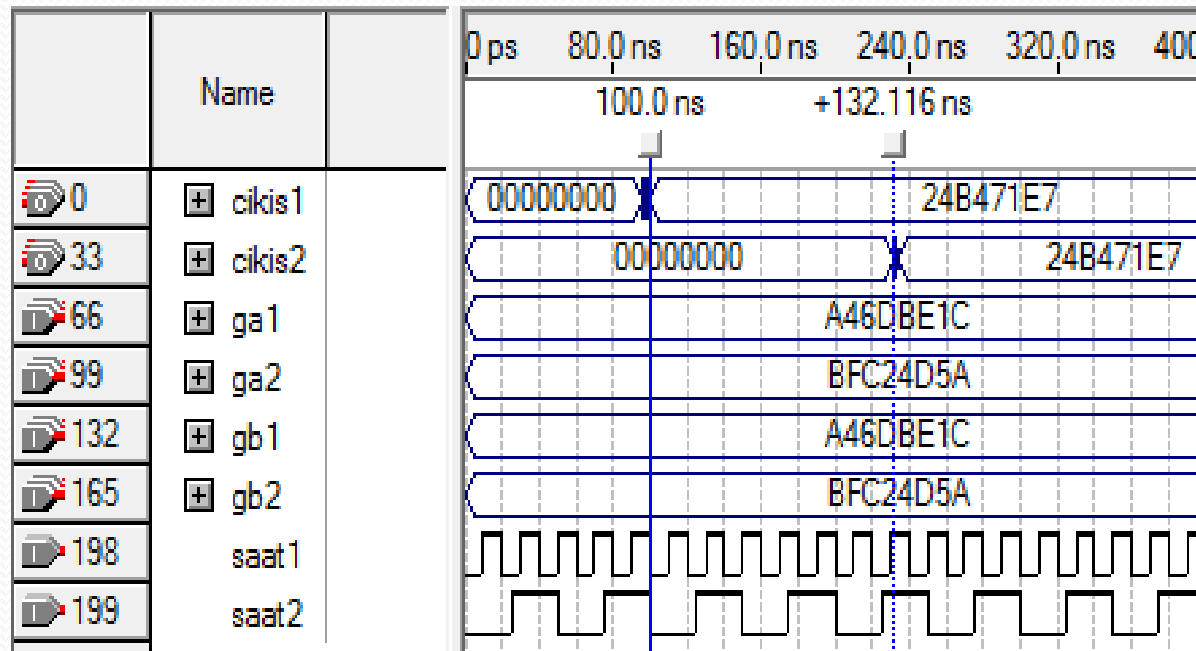 0 ps 80.0 ns 160.0 ns 240.0 ns 320.0 ns 400
Name
100.0 ns +132.116 ns
0 cikis1 00000000 24B471E7
33 cikis2 00000000 24B471E7
66 ga1 A46DBE1C
99 ga2 BFC24D5A
132 gb1 A46DBE1C
165 gb2 BFC24D5A
198 saat1
199 saat2